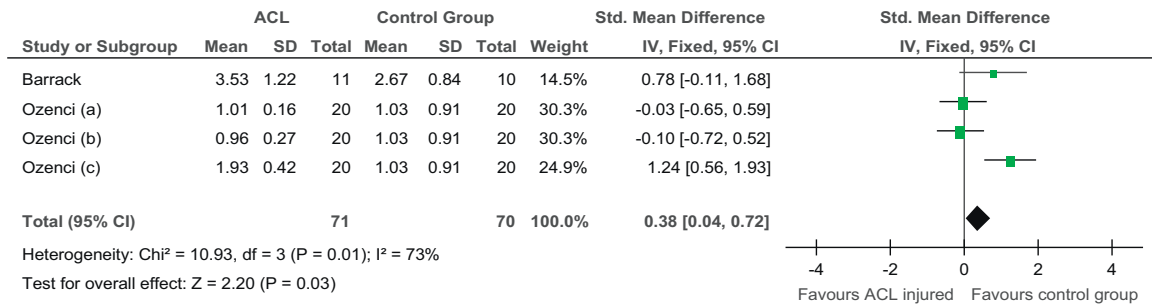 ACL Control Group Std. Mean Difference Std. Mean Difference
Study or Subgroup Mean SD Total Mean SD Total Weight IV, Fixed, 95% CI IV, Fixed, 95% CI
Barrack 3.53 1.22 11 2.67 0.84 10 14.5% 0.78 [-0.11, 1.68]
Ozenci (a) 1.01 0.16 20 1.03 0.91 20 30.3% -0.03 [-0.65, 0.59]
Ozenci (b) 0.96 0.27 20 1.03 0.91 20 30.3% -0.10 [-0.72, 0.52]
Ozenci (c) 1.93 0.42 20 1.03 0.91 20 24.9% 1.24 [0.56, 1.93]
Total (95% CI) 71 70 100.0% 0.38 [0.04, 0.72]
Heterogeneity: Chi² = 10.93, df = 3 (P = 0.01); I² = 73%
Test for overall effect: Z = 2.20 (P = 0.03)
-4 -2 0 2 4
Favours ACL injured Favours control group